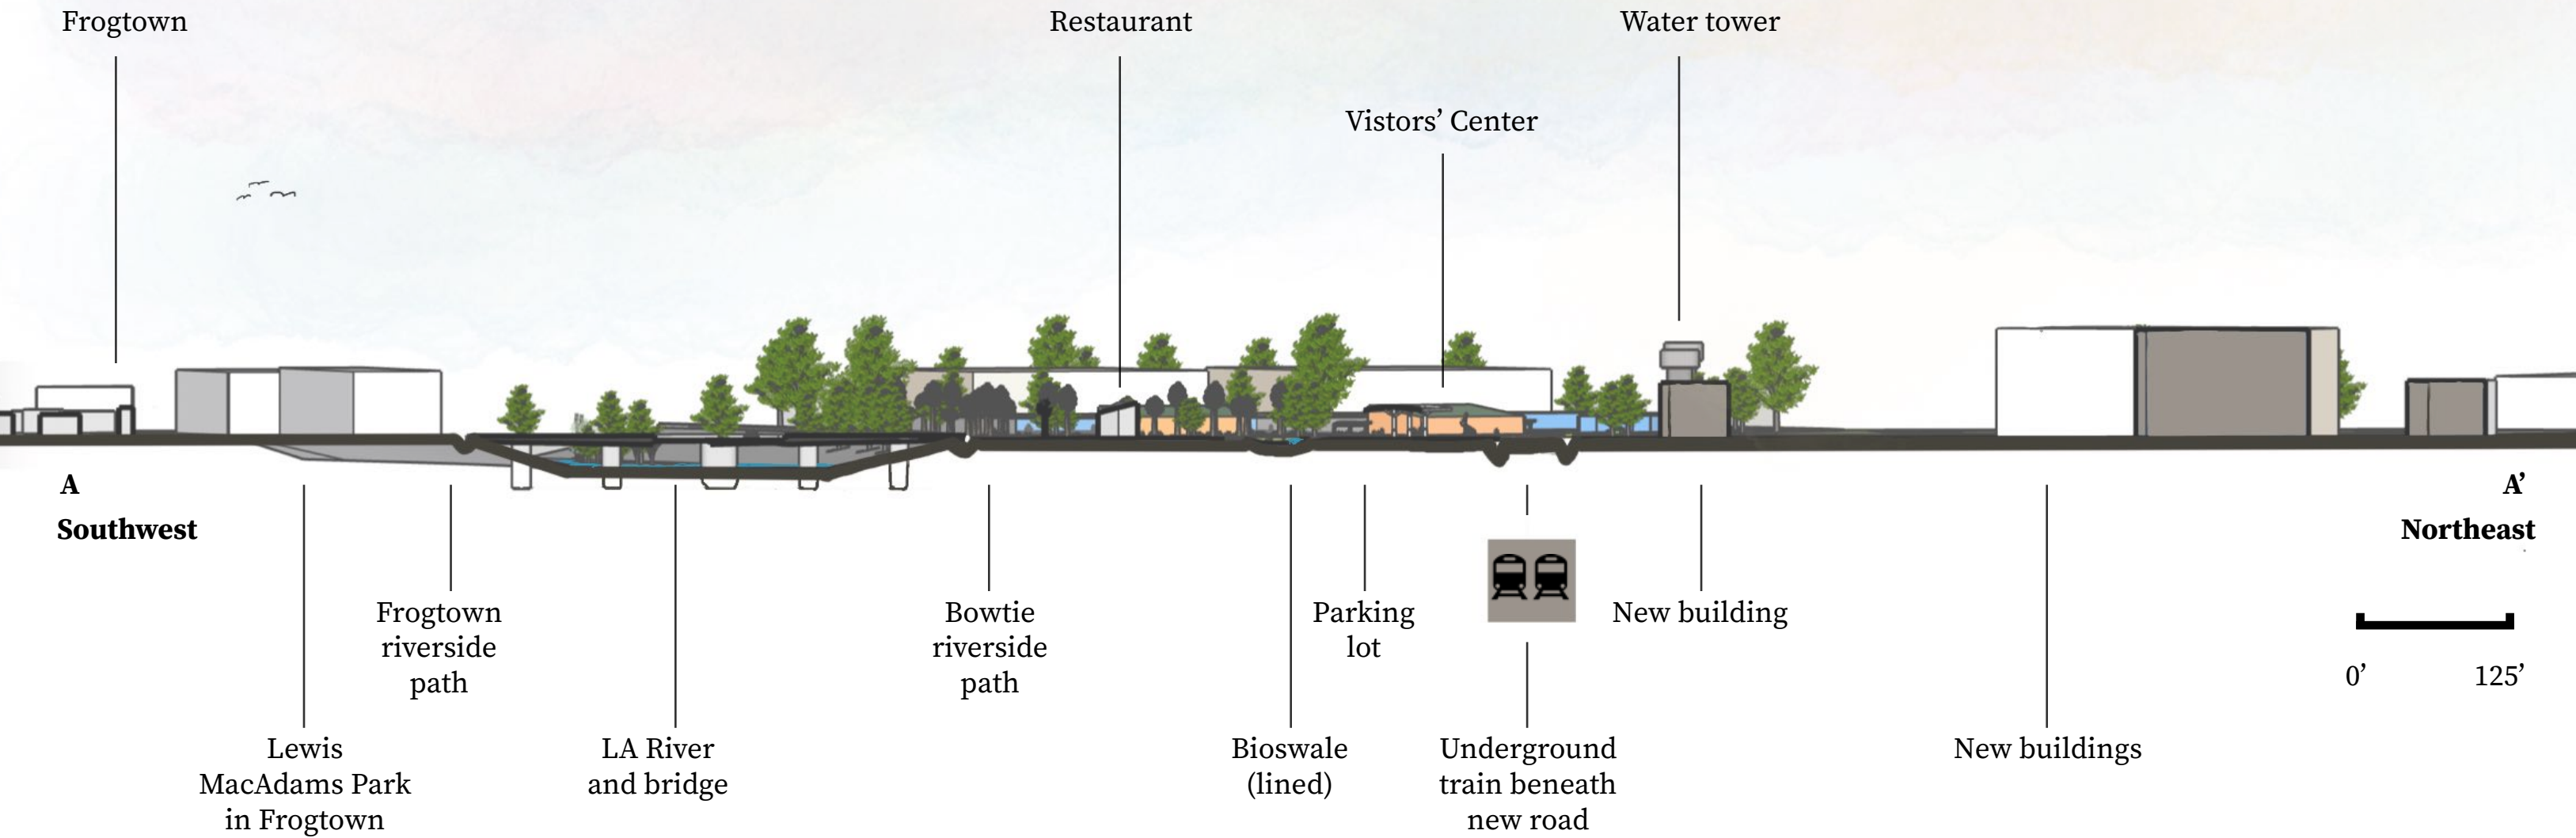 Frogtown
Restaurant
Water tower
Vistors’ Center
A
Southwest
A’
Northeast
Frogtown
riverside
path
Bowtie
riverside
path
Parking
lot
New building
0’ 125’
Lewis
MacAdams Park
in Frogtown
LA River
and bridge
Bioswale
(lined)
Underground
train beneath
new road
New buildings